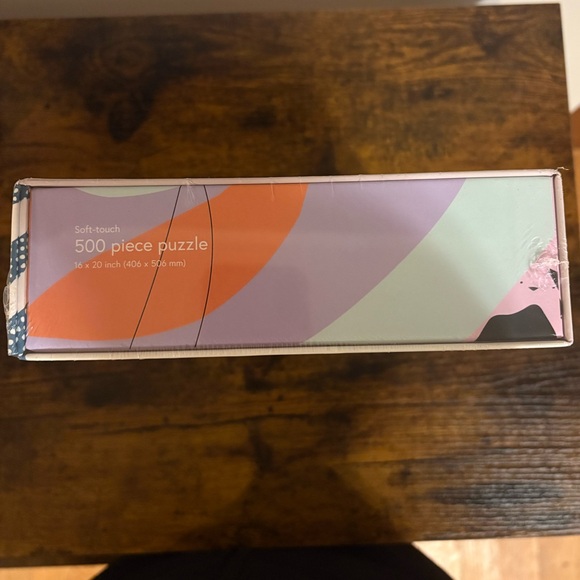 Soft-touch
500 piece puzzle
16 x 20 inch (406 x 506 mm)